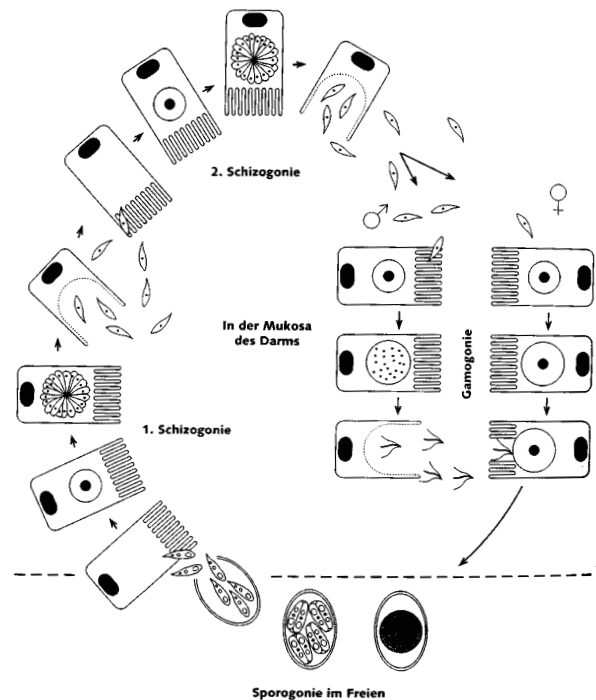 2. Schizogonie
♂
♀
In der Mukosa
des Darms
Gamogonie
1. Schizogonie
Sporogonie im Freien